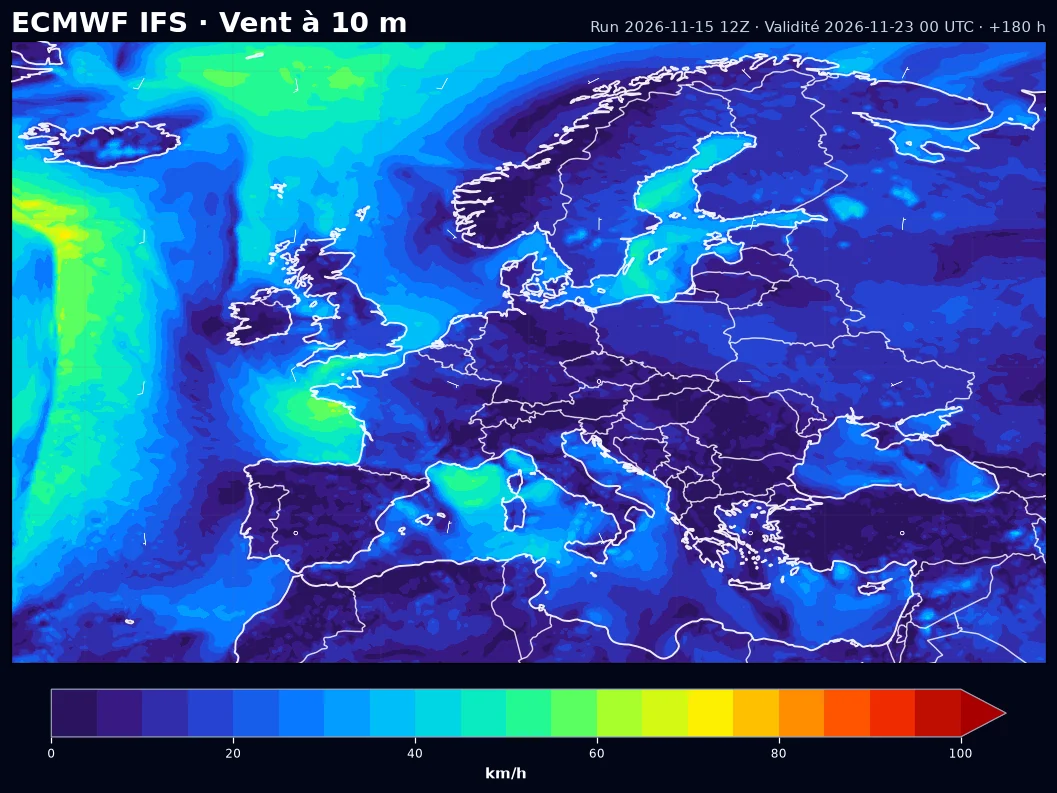 ECMWF IFS · Vent à 10 m
Run 2026-11-15 12Z · Validité 2026-11-23 00 UTC · +180 h
0 20 40 60 80 100
km/h